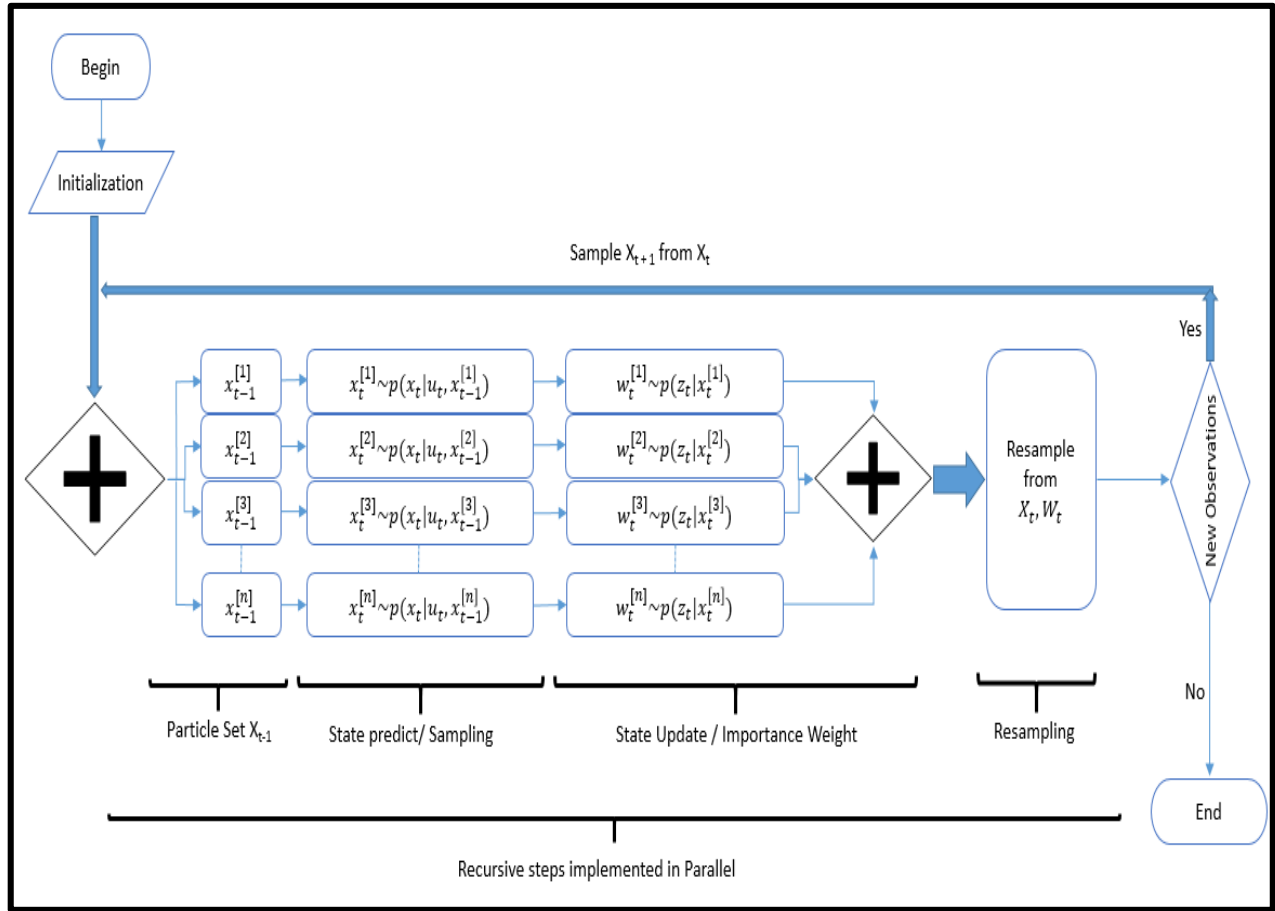 Begin
Initialization
Sample X_{t+1} from X_t
Yes
x_{t-1}^{[1]}
x_t^{[1]}~p(x_t|u_t, x_{t-1}^{[1]})
w_t^{[1]}~p(z_t|x_t^{[1]})
x_{t-1}^{[2]}
x_t^{[2]}~p(x_t|u_t, x_{t-1}^{[2]})
w_t^{[2]}~p(z_t|x_t^{[2]})
x_{t-1}^{[3]}
x_t^{[3]}~p(x_t|u_t, x_{t-1}^{[3]})
w_t^{[3]}~p(z_t|x_t^{[3]})
x_{t-1}^{[n]}
x_t^{[n]}~p(x_t|u_t, x_{t-1}^{[n]})
w_t^{[n]}~p(z_t|x_t^{[n]})
Resample
from
X_t, W_t
New Observations
No
Particle Set X_{t-1}
State predict/ Sampling
State Update / Importance Weight
Resampling
End
Recursive steps implemented in Parallel